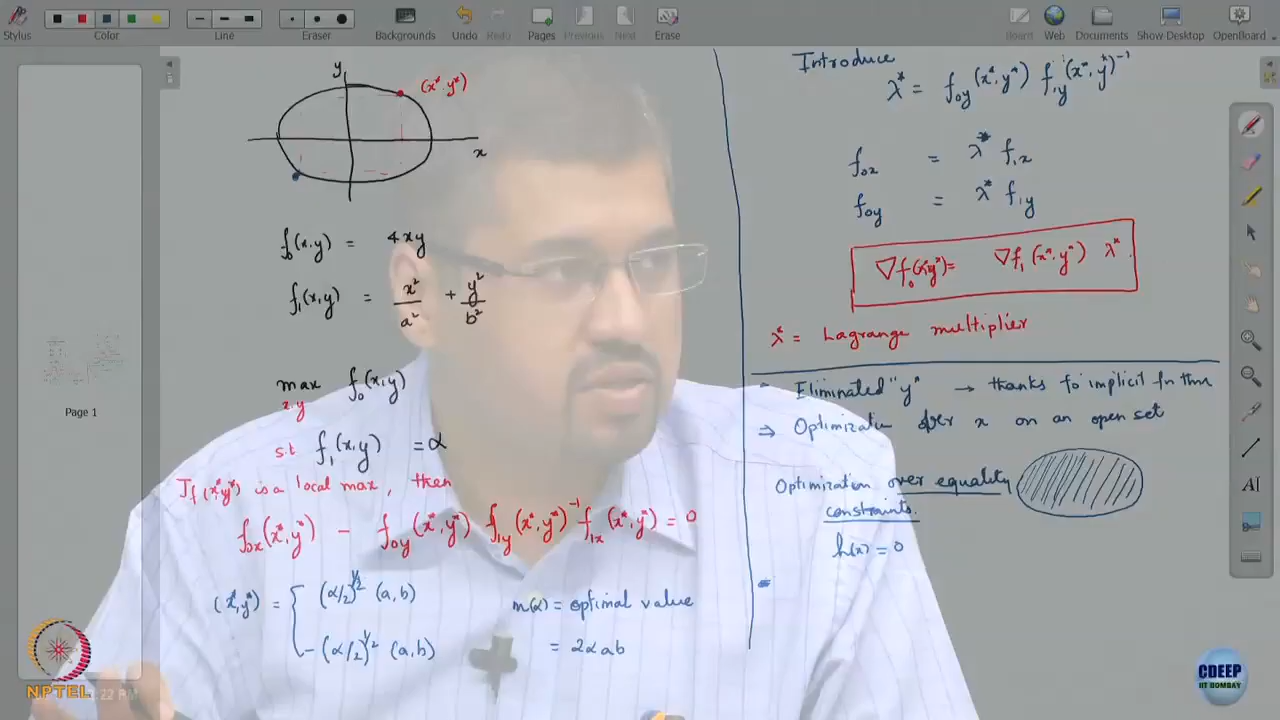 Stylus
Color
Line
Eraser
Backgrounds
Undo
Pages
Previous
Next
Erase
Board
Web
Documents
Show Desktop
OpenBoard
Page 1
y
(x*, y*)
x
f₀(x,y) = 4xy
f₁(x,y) = x²/a² + y²/b²
max f₀(x,y)
x,y
s.t f₁(x,y) = α
If (x*,y*) is a local max, then
f₀ₓ(x*,y*) - f₀y(x*,y*) f₁y(x*,y*)⁻¹ f₁ₓ(x*,y*) = 0
(x*,y*) = { (α/2)^½ (a,b)
-(α/2)^½ (a,b)
m(α) = optimal value
= 2αab
Introduce
λ* = f₀y(x*,y*) f₁y(x*,y*)⁻¹
f₀ₓ = λ* f₁ₓ
f₀y = λ* f₁y
∇f₀(x*,y*) = ∇f₁(x*,y*) λ*
λ* = Lagrange multiplier
- Eliminated "y" → thanks to implicit fn thm
⇒ Optimizatn over x on an open set
Optimization over equality
constraints.
h(x) = 0
NPTEL
22 PM
CDEEP
IIT BOMBAY